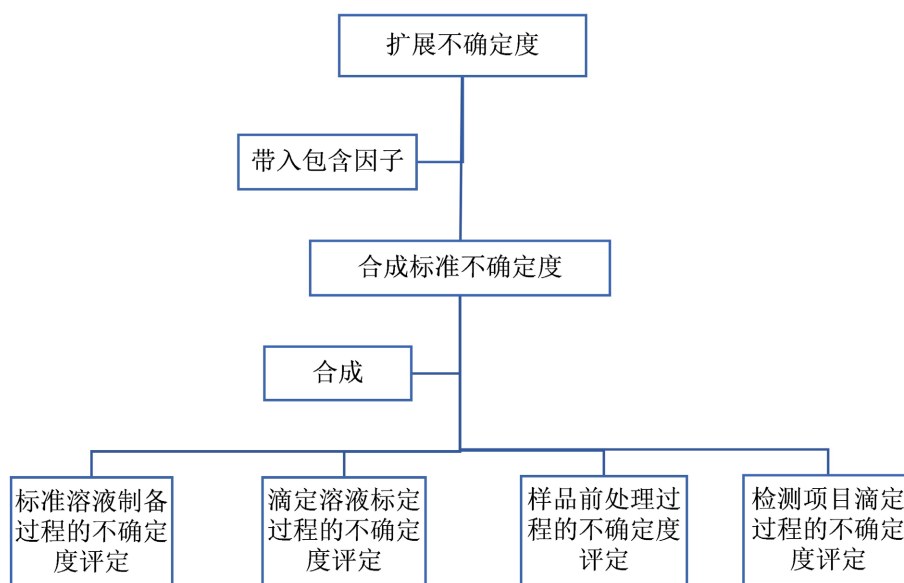 扩展不确定度
带入包含因子
合成标准不确定度
合成
标准溶液制备
过程的不确定
度评定
滴定溶液标定
过程的不确定
度评定
样品前处理过
程的不确定度
评定
检测项目滴定
过程的不确定
度评定